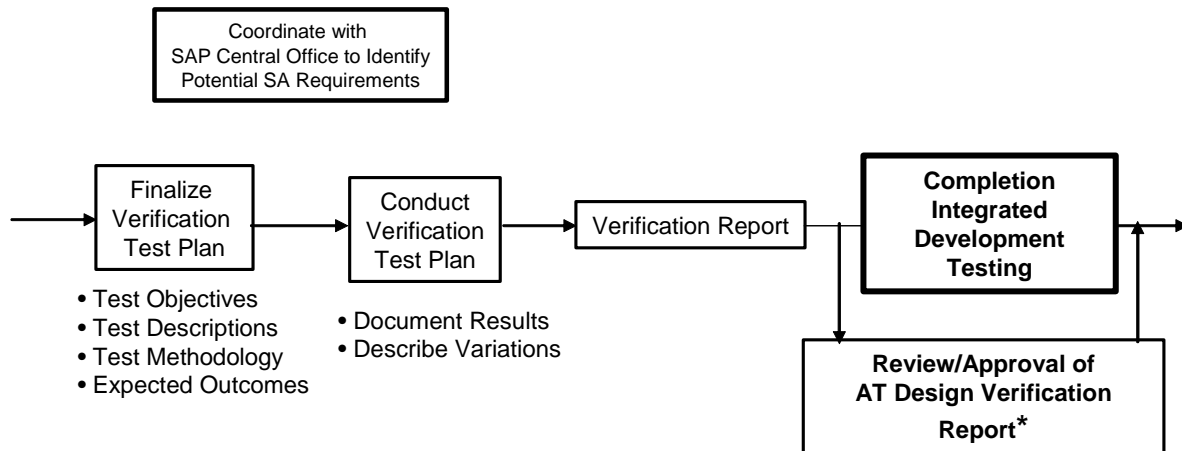 Coordinate with
SAP Central Office to Identify
Potential SA Requirements
Finalize
Verification
Test Plan
• Test Objectives
• Test Descriptions
• Test Methodology
• Expected Outcomes
Conduct
Verification
Test Plan
• Document Results
• Describe Variations
Verification Report
Completion
Integrated
Development
Testing
Review/Approval of
AT Design Verification
Report*